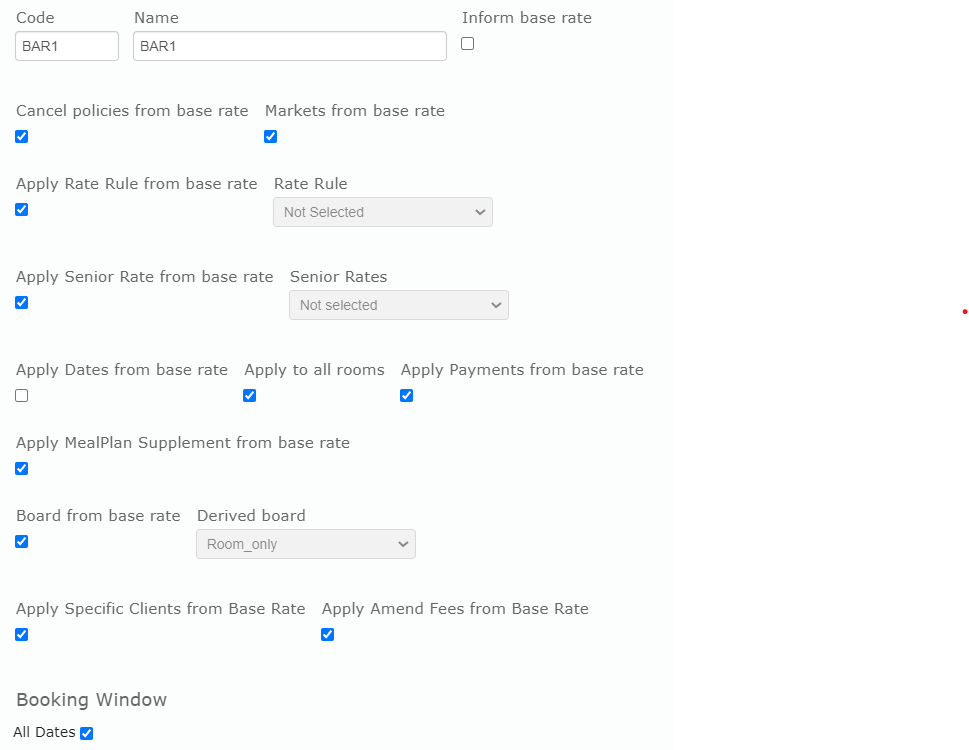 Code Name Inform base rate
BAR1 BAR1
Cancel policies from base rate Markets from base rate
Apply Rate Rule from base rate Rate Rule
Not Selected
Apply Senior Rate from base rate Senior Rates
Not selected
Apply Dates from base rate Apply to all rooms Apply Payments from base rate
Apply MealPlan Supplement from base rate
Board from base rate Derived board
Room_only
Apply Specific Clients from Base Rate Apply Amend Fees from Base Rate
Booking Window
All Dates